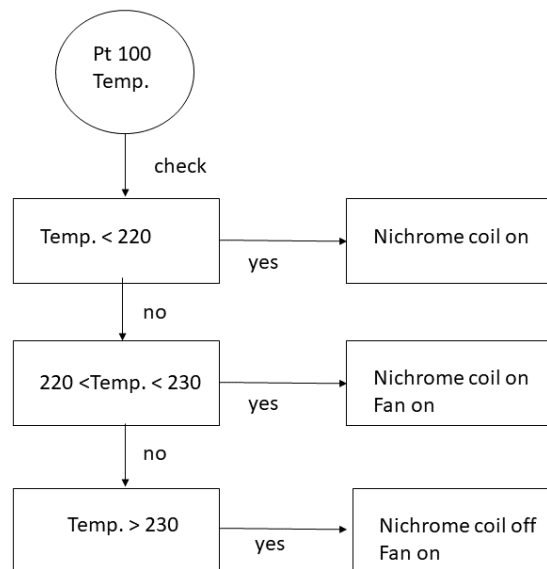 Pt 100
Temp.
check
Temp. < 220
yes
Nichrome coil on
no
220 <Temp. < 230
yes
Nichrome coil on
Fan on
no
Temp. > 230
yes
Nichrome coil off
Fan on